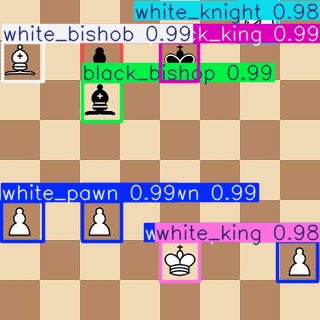 white_knight 0.98
white_bishob 0.99
k_king 0.99
black_bishop 0.99
white_pawn 0.99
wn 0.99
w
white_king 0.98